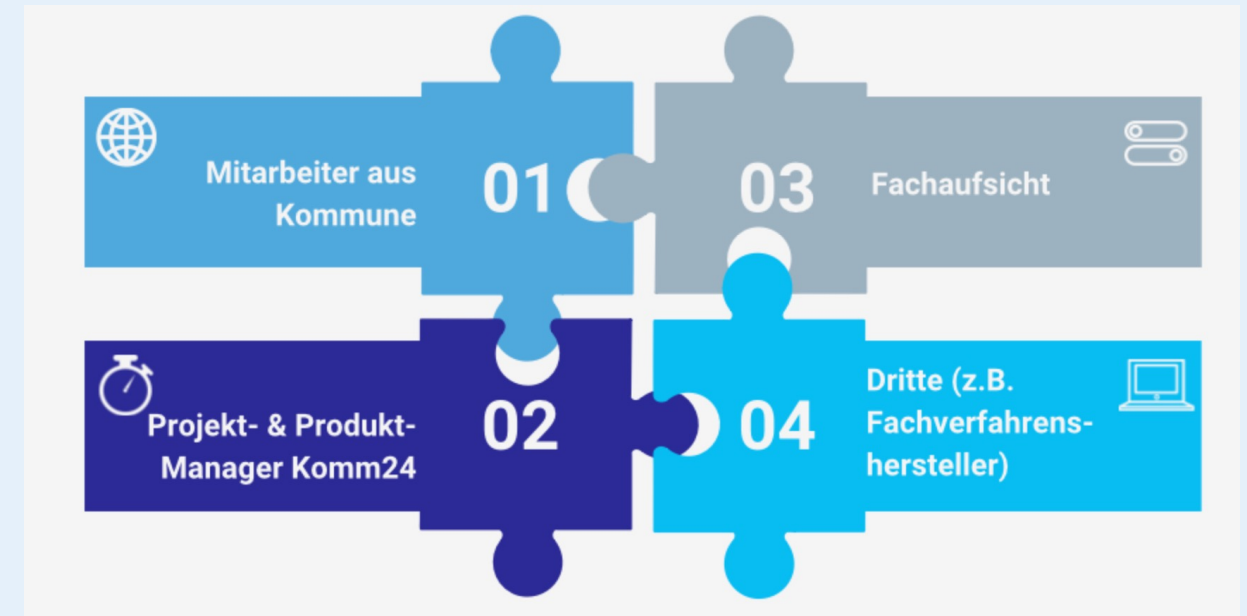 Mitarbeiter aus
Kommune
01
03
Fachaufsicht
Projekt- & Produkt-
Manager Komm24
02
04
Dritte (z.B.
Fachverfahrens-
hersteller)